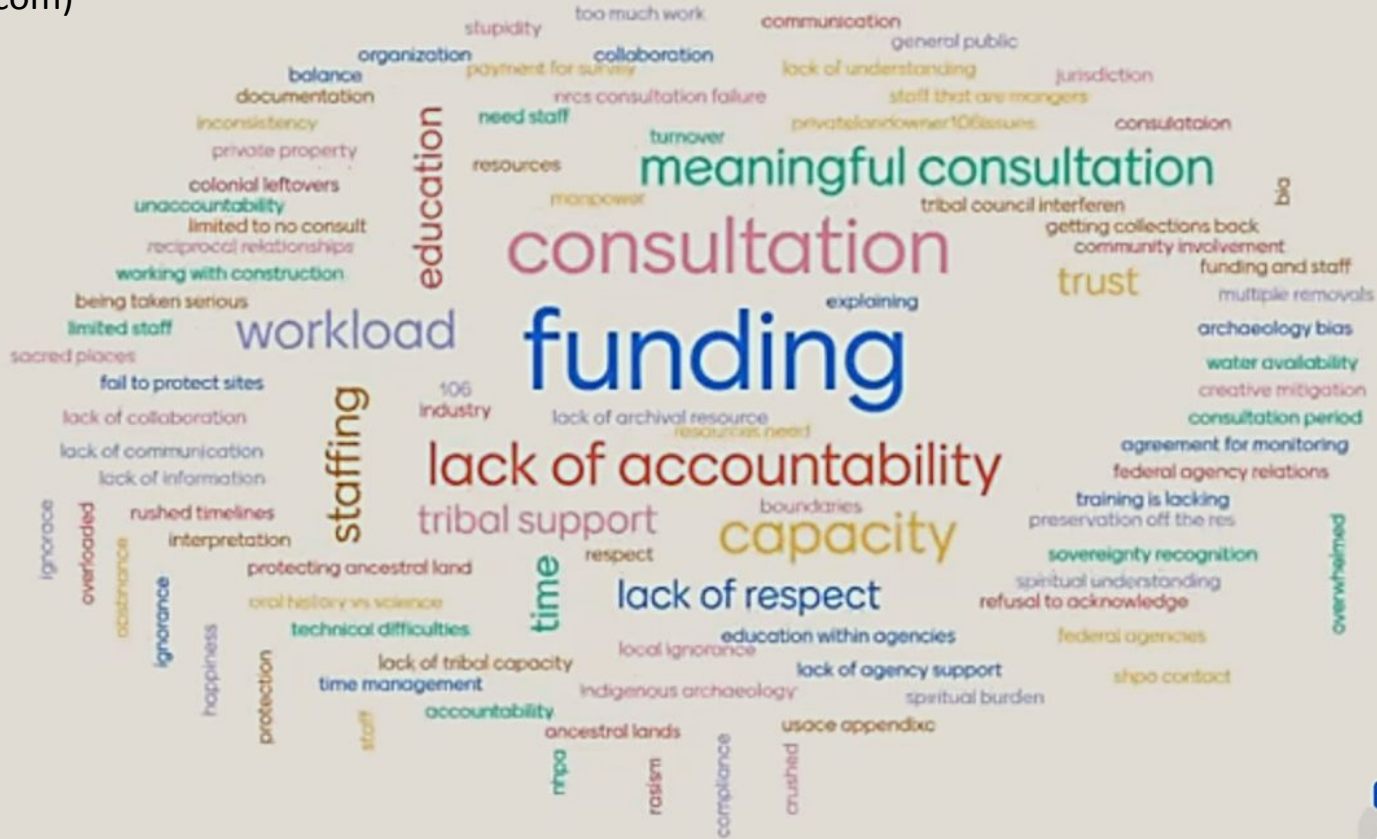 com)
too much work
communication
stupidity
general public
organization
collaboration
payment for survey
lack of understanding
balance
jurisdiction
documentation
nrcs consultation failure
staff that are mangers
inconsistency
education
need staff
privatelandowner106issues
consulataion
turnover
private property
resources
meaningful consultation
colonial leftovers
manpower
bia
unaccountability
tribal council interferen
limited to no consult
getting collections back
reciprocal relationships
consultation
community involvement
working with construction
trust
funding and staff
being taken serious
explaining
multiple removals
limited staff
workload
funding
archaeology bias
sacred places
water availability
fail to protect sites
staffing
106
creative mitigation
lack of collaboration
industry
lack of archival resource
consultation period
resources need
lack of communication
agreement for monitoring
lack of information
lack of accountability
federal agency relations
ignorace
overloaded
rushed timelines
tribal support
boundaries
training is lacking
capacity
preservation off the res
overwhelmed
interpretation
respect
sovereignty recognition
obstinance
ignorance
protecting ancestral land
time
lack of respect
spiritual understanding
oral history vs science
refusal to acknowledge
technical difficulties
education within agencies
federal agencies
happiness
local ignorance
protection
lack of tribal capacity
lack of agency support
shpo contact
time management
indigenous archaeology
spiritual burden
staff
accountability
ancestral lands
usace appendixc
nhpa
rasism
compliance
crushed